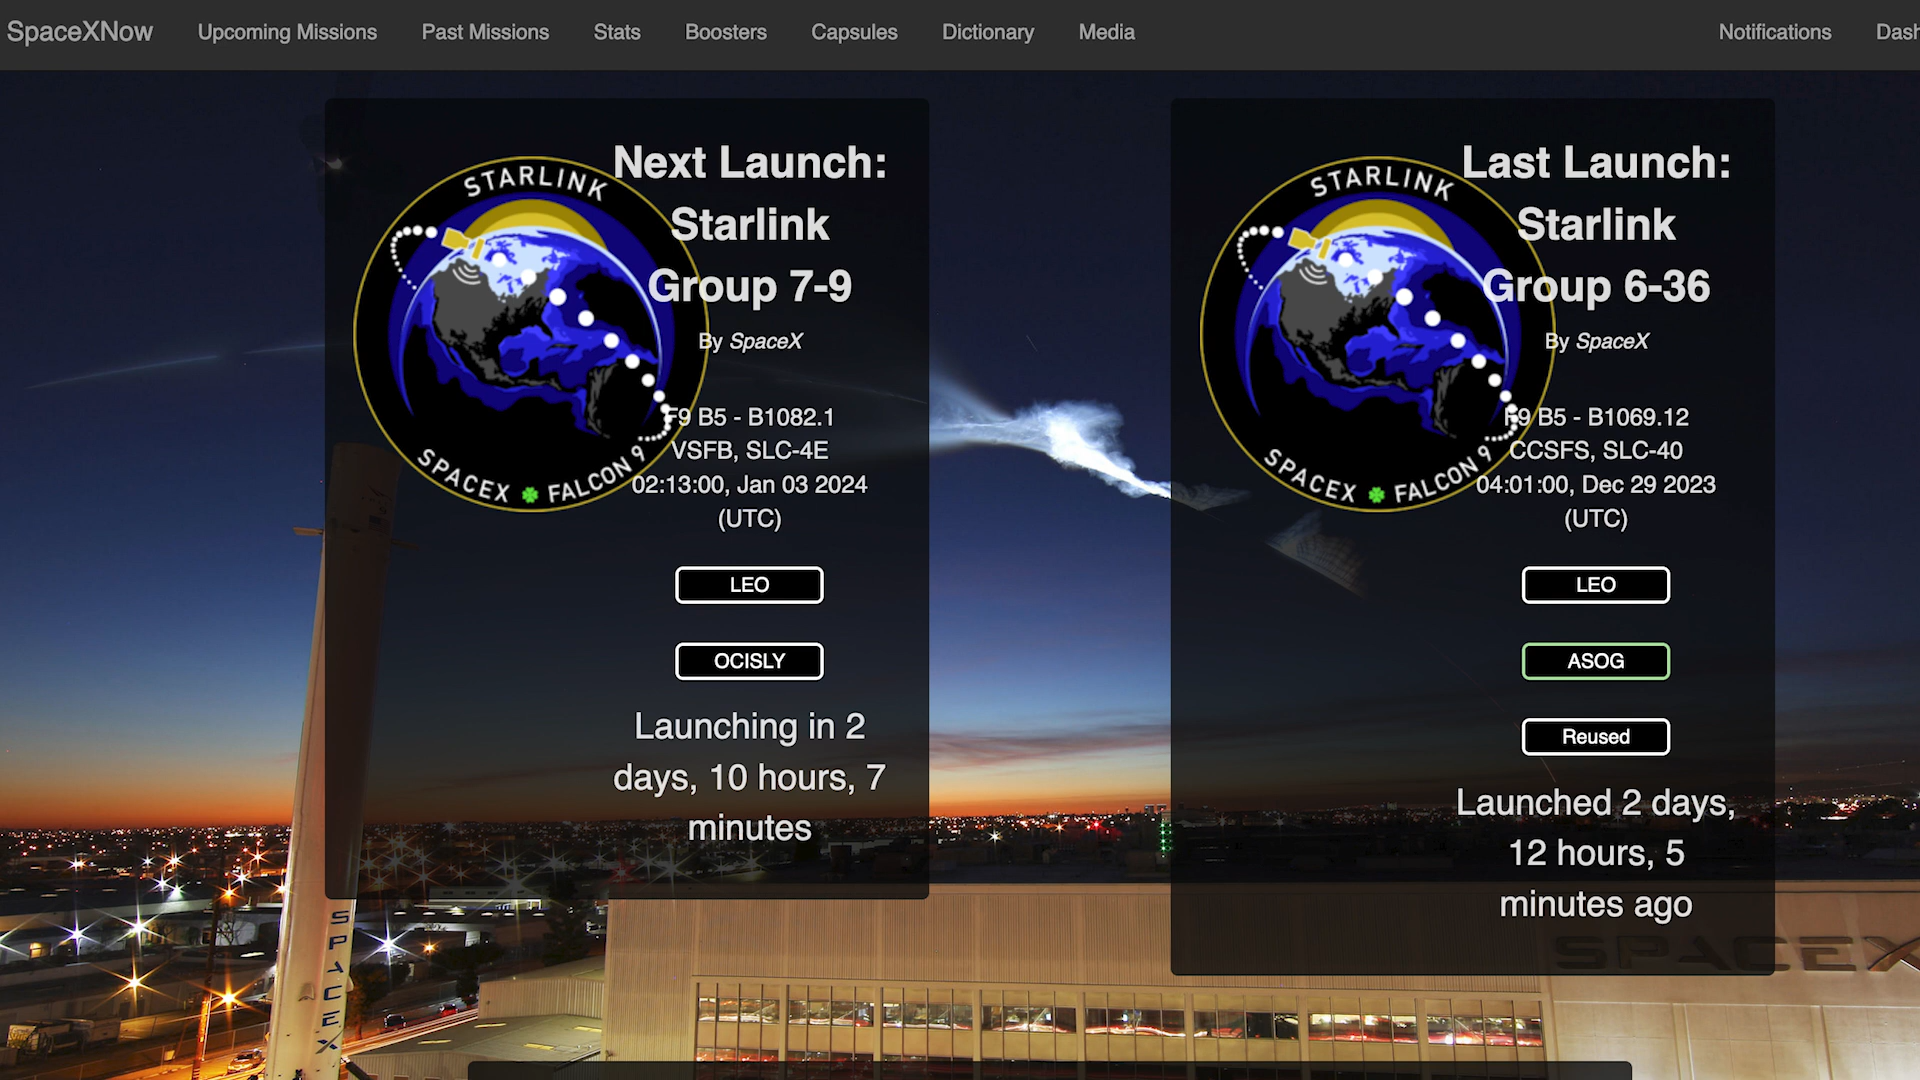 SpaceXNow
Upcoming Missions
Past Missions
Stats
Boosters
Capsules
Dictionary
Media
Notifications
Dash
STARLINK
SPACEX FALCON 9
Next Launch:
Starlink
Group 7-9
By SpaceX
F9 B5 - B1082.1
VSFB, SLC-4E
02:13:00, Jan 03 2024
(UTC)
LEO
OCISLY
Launching in 2
days, 10 hours, 7
minutes
STARLINK
SPACEX FALCON 9
Last Launch:
Starlink
Group 6-36
By SpaceX
F9 B5 - B1069.12
CCSFS, SLC-40
04:01:00, Dec 29 2023
(UTC)
LEO
ASOG
Reused
Launched 2 days,
12 hours, 5
minutes ago
SPACEX
SPACEX